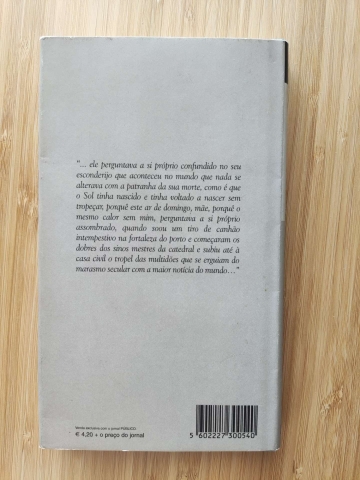 "... ele perguntava a si próprio confundido no seu
esconderijo que aconteceu no mundo que nada se
alterava com a patranha da sua morte, como é que
o Sol tinha nascido e tinha voltado a nascer sem
tropeçar, porquê este ar de domingo, mãe, porquê o
mesmo calor sem mim, perguntava a si próprio
assombrado, quando soou um tiro de canhão
intempestivo na fortaleza do porto e começaram os
dobres dos sinos mestres da catedral e subiu até à
casa civil o tropel das multidões que se erguiam do
marasmo secular com a maior notícia do mundo..."
Venda exclusiva com o jornal PÚBLICO
€ 4,20 + o preço do jornal
5 602227 300540